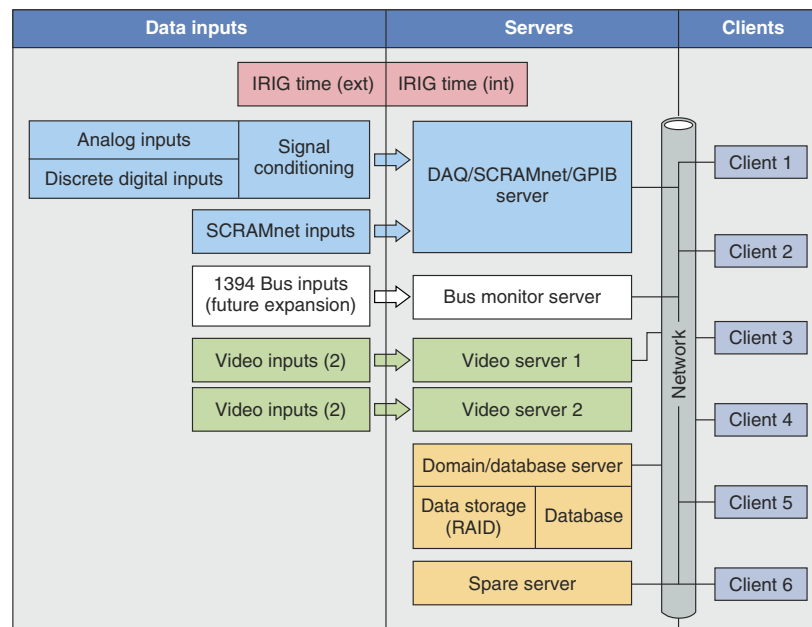 Data inputs
Servers
Clients
IRIG time (ext)
IRIG time (int)
Analog inputs
Discrete digital inputs
Signal
conditioning
DAQ/SCRAMnet/GPIB
server
SCRAMnet inputs
1394 Bus inputs
(future expansion)
Bus monitor server
Video inputs (2)
Video server 1
Video inputs (2)
Video server 2
Domain/database server
Data storage
(RAID)
Database
Spare server
Network
Client 1
Client 2
Client 3
Client 4
Client 5
Client 6